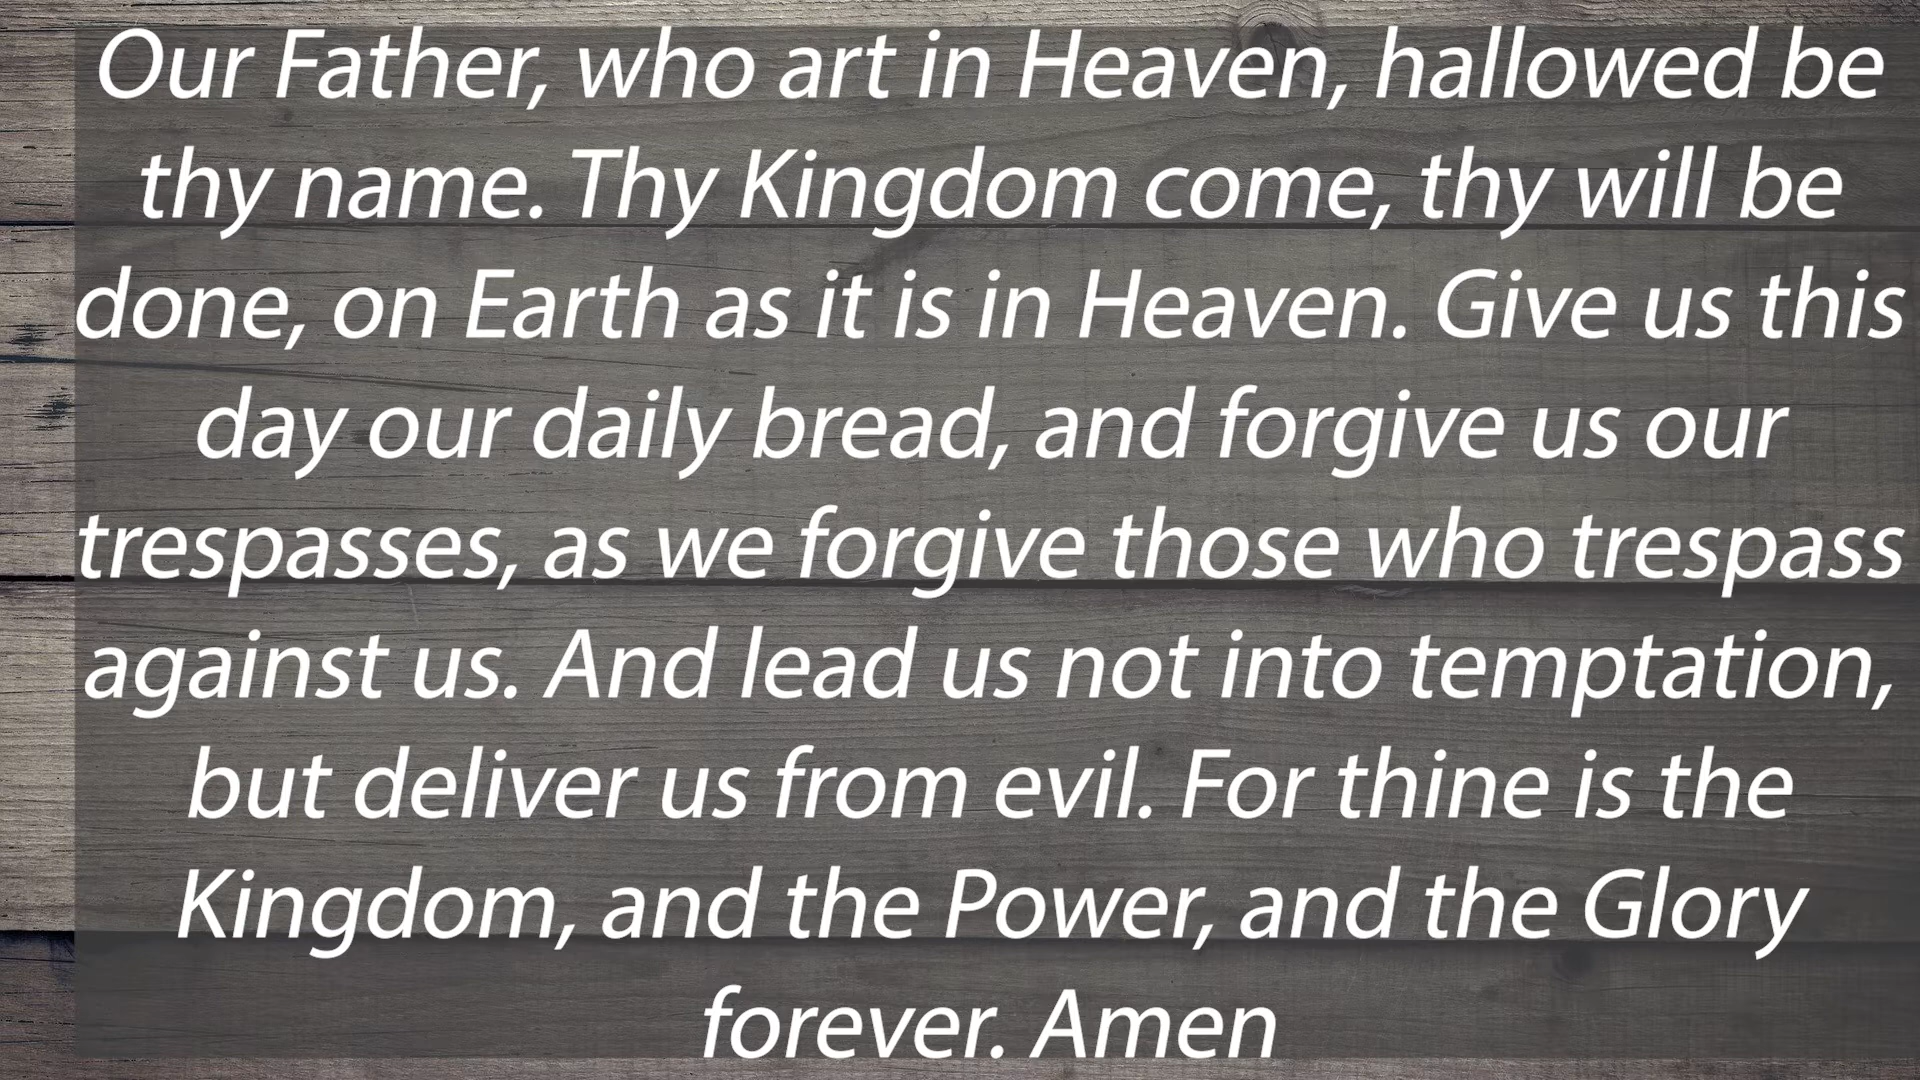 Our Father, who art in Heaven, hallowed be
thy name. Thy Kingdom come, thy will be
done, on Earth as it is in Heaven. Give us this
day our daily bread, and forgive us our
trespasses, as we forgive those who trespass
against us. And lead us not into temptation,
but deliver us from evil. For thine is the
Kingdom, and the Power, and the Glory
forever. Amen